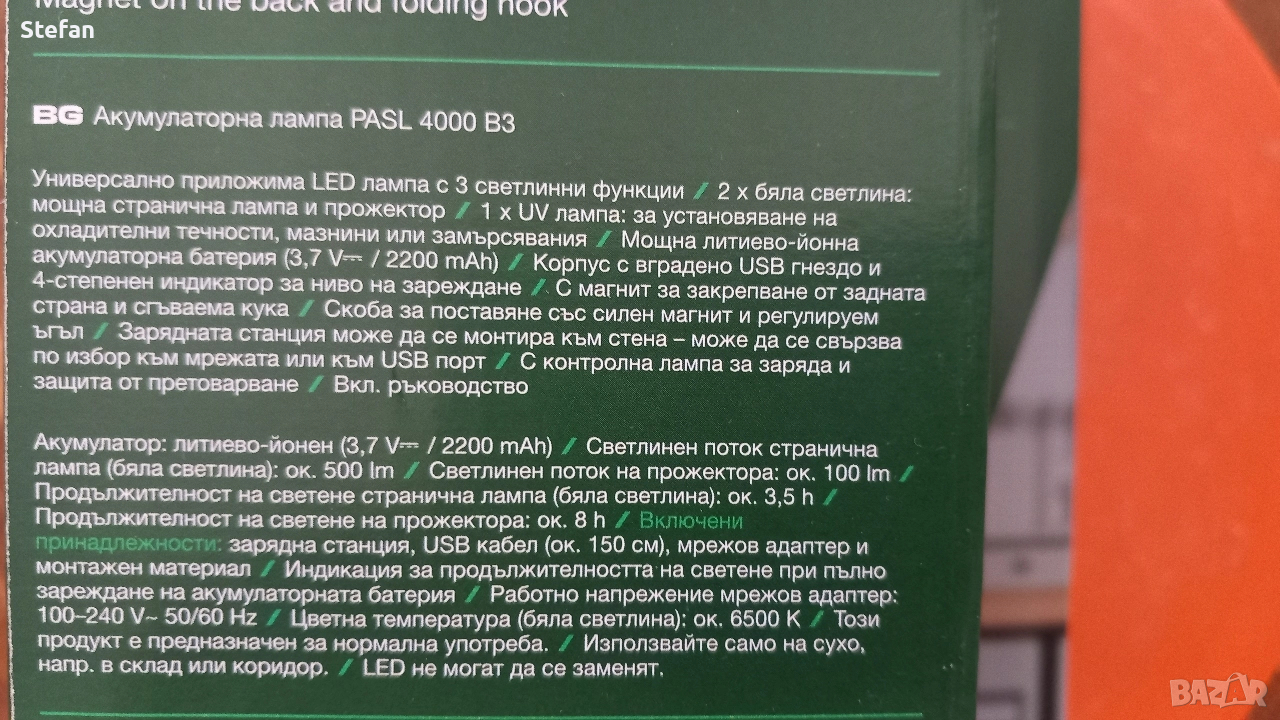 Magnet on the back and folding hook
Stefan
BG Акумулаторна лампа PASL 4000 B3
Универсално приложима LED лампа с 3 светлинни функции / 2 x бяла светлина:
мощна странична лампа и прожектор / 1 x UV лампа: за установяване на
охладителни течности, мазнини или замърсявания / Мощна литиево-йонна
акумулаторна батерия (3,7 V⎓ / 2200 mAh) / Корпус с вградено USB гнездо и
4-степенен индикатор за ниво на зареждане / С магнит за закрепване от задната
страна и сгъваема кука / Скоба за поставяне със силен магнит и регулируем
ъгъл / Зарядната станция може да се монтира към стена – може да се свързва
по избор към мрежата или към USB порт / С контролна лампа за заряда и
защита от претоварване / Вкл. ръководство
Акумулатор: литиево-йонен (3,7 V⎓ / 2200 mAh) / Светлинен поток странична
лампа (бяла светлина): ок. 500 lm / Светлинен поток на прожектора: ок. 100 lm /
Продължителност на светене странична лампа (бяла светлина): ок. 3,5 h /
Продължителност на светене на прожектора: ок. 8 h / Включени
принадлежности: зарядна станция, USB кабел (ок. 150 см), мрежов адаптер и
монтажен материал / Индикация за продължителността на светене при пълно
зареждане на акумулаторната батерия / Работно напрежение мрежов адаптер:
100–240 V~ 50/60 Hz / Цветна температура (бяла светлина): ок. 6500 K / Този
продукт е предназначен за нормална употреба. / Използвайте само на сухо,
напр. в склад или коридор. / LED не могат да се заменят.
BAZAR